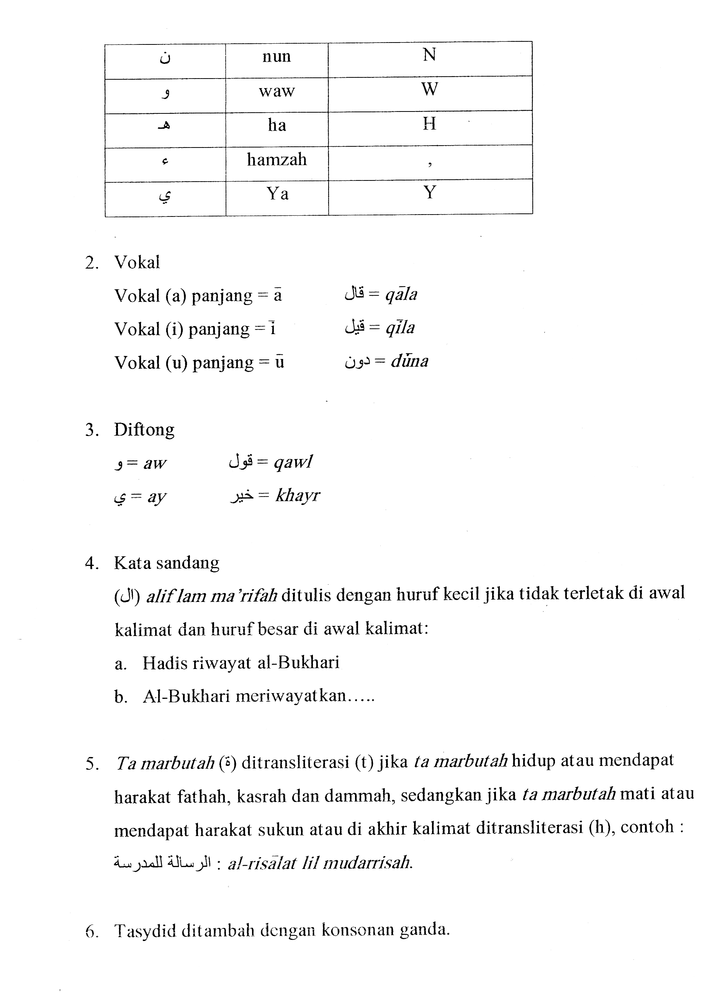 ن nun N
و waw W
هـ ha H
ء hamzah ,
ي Ya Y
2. Vokal
Vokal (a) panjang = ā قال = qāla
Vokal (i) panjang = ī قيل = qīla
Vokal (u) panjang = ū دون = dūna
3. Diftong
و = aw قول = qawl
ي = ay خير = khayr
4. Kata sandang
(ال) alif lam ma’rifah ditulis dengan huruf kecil jika tidak terletak di awal
kalimat dan huruf besar di awal kalimat:
a. Hadis riwayat al-Bukhari
b. Al-Bukhari meriwayatkan.....
5. Ta marbutah (ة) ditransliterasi (t) jika ta marbutah hidup atau mendapat
harakat fathah, kasrah dan dammah, sedangkan jika ta marbutah mati atau
mendapat harakat sukun atau di akhir kalimat ditransliterasi (h), contoh :
الرسالة للمدرسة : al-risālat lil mudarrisah.
6. Tasydid ditambah dengan konsonan ganda.